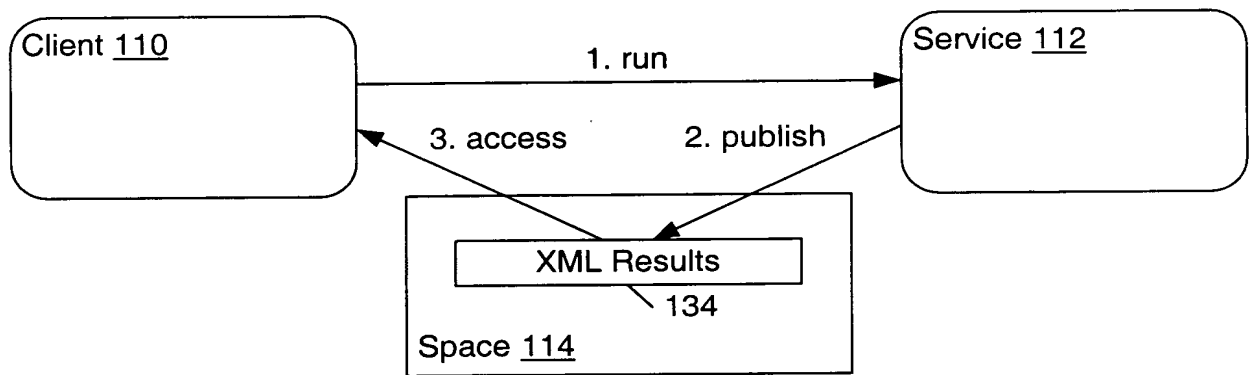 Client 110
Service 112
1. run
3. access
2. publish
XML Results
134
Space 114